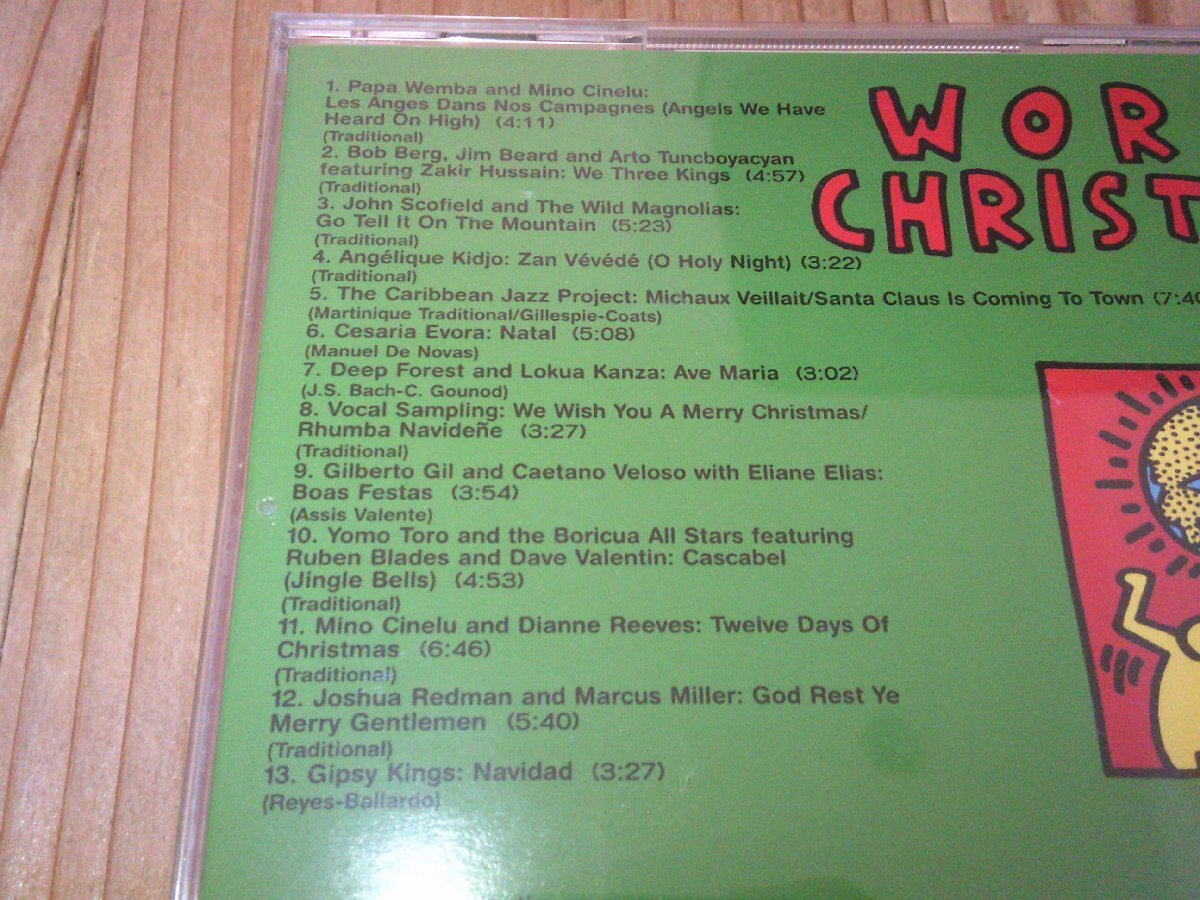 1. Papa Wemba and Mino Cinelu:
Les Anges Dans Nos Campagnes (Angels We Have
Heard On High) (4:11)
(Traditional)
2. Bob Berg, Jim Beard and Arto Tuncboyacyan
featuring Zakir Hussain: We Three Kings (4:57)
(Traditional)
3. John Scofield and The Wild Magnolias:
Go Tell It On The Mountain (5:23)
(Traditional)
4. Angélique Kidjo: Zan Vévédé (O Holy Night) (3:22)
(Traditional)
5. The Caribbean Jazz Project: Michaux Veillait/Santa Claus Is Coming To Town (7:40
(Martinique Traditional/Gillespie-Coats)
6. Cesaria Evora: Natal (5:08)
(Manuel De Novas)
7. Deep Forest and Lokua Kanza: Ave Maria (3:02)
(J.S. Bach-C. Gounod)
8. Vocal Sampling: We Wish You A Merry Christmas/
Rhumba Navideñe (3:27)
(Traditional)
9. Gilberto Gil and Caetano Veloso with Eliane Elias:
Boas Festas (3:54)
(Assis Valente)
10. Yomo Toro and the Boricua All Stars featuring
Ruben Blades and Dave Valentin: Cascabel
(Jingle Bells) (4:53)
(Traditional)
11. Mino Cinelu and Dianne Reeves: Twelve Days Of
Christmas (6:46)
(Traditional)
12. Joshua Redman and Marcus Miller: God Rest Ye
Merry Gentlemen (5:40)
(Traditional)
13. Gipsy Kings: Navidad (3:27)
(Reyes-Ballardo)
WOR
CHRIST